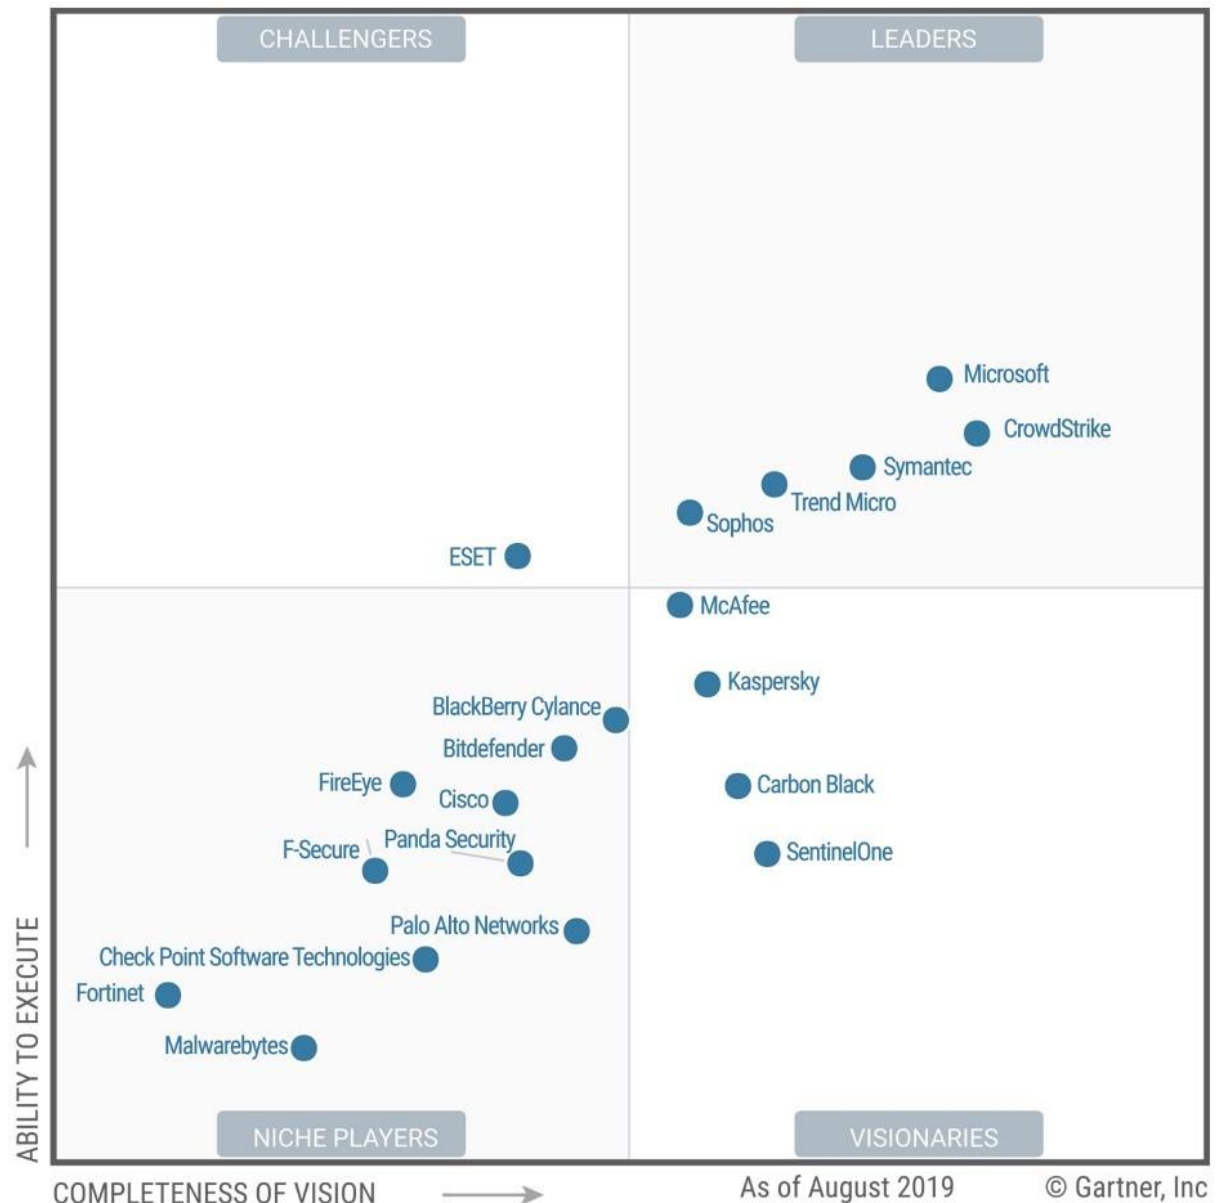 CHALLENGERS
LEADERS
Microsoft
CrowdStrike
Symantec
Trend Micro
Sophos
ESET
McAfee
Kaspersky
BlackBerry Cylance
Bitdefender
FireEye
Cisco
Carbon Black
Panda Security
F-Secure
SentinelOne
Palo Alto Networks
Check Point Software Technologies
Fortinet
Malwarebytes
ABILITY TO EXECUTE
NICHE PLAYERS
VISIONARIES
COMPLETENESS OF VISION
As of August 2019
© Gartner, Inc